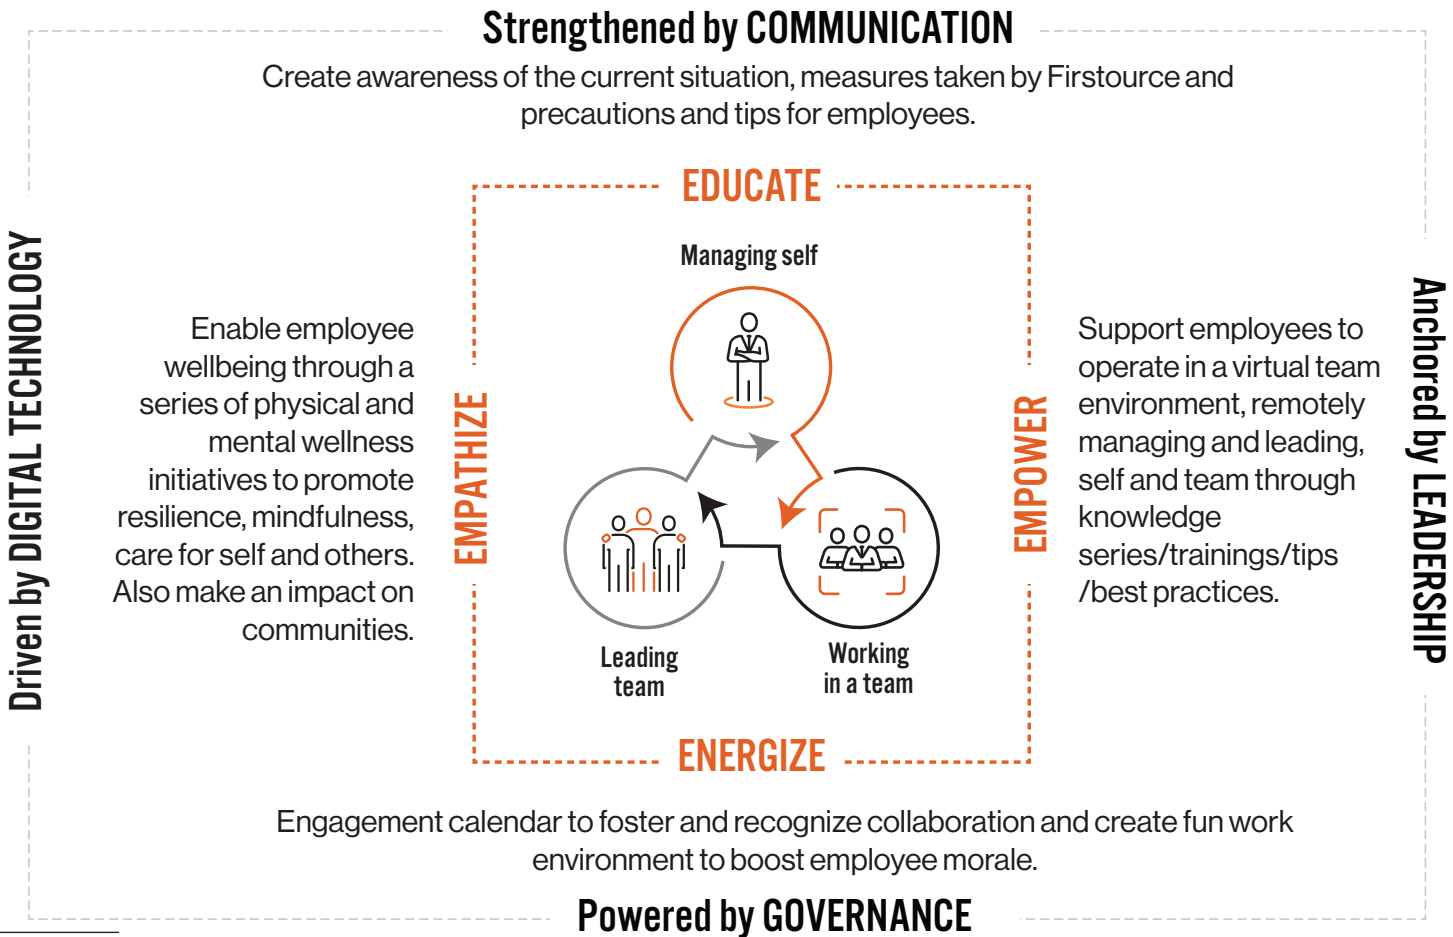 Strengthened by COMMUNICATION
Create awareness of the current situation, measures taken by Firstource and
precautions and tips for employees.
EDUCATE
Managing self
Driven by DIGITAL TECHNOLOGY
Enable employee
wellbeing through a
series of physical and
mental wellness
initiatives to promote
resilience, mindfulness,
care for self and others.
Also make an impact on
communities.
EMPATHIZE
Leading
team
Working
in a team
EMPOWER
Support employees to
operate in a virtual team
environment, remotely
managing and leading,
self and team through
knowledge
series/trainings/tips
/best practices.
Anchored by LEADERSHIP
ENERGIZE
Engagement calendar to foster and recognize collaboration and create fun work
environment to boost employee morale.
Powered by GOVERNANCE